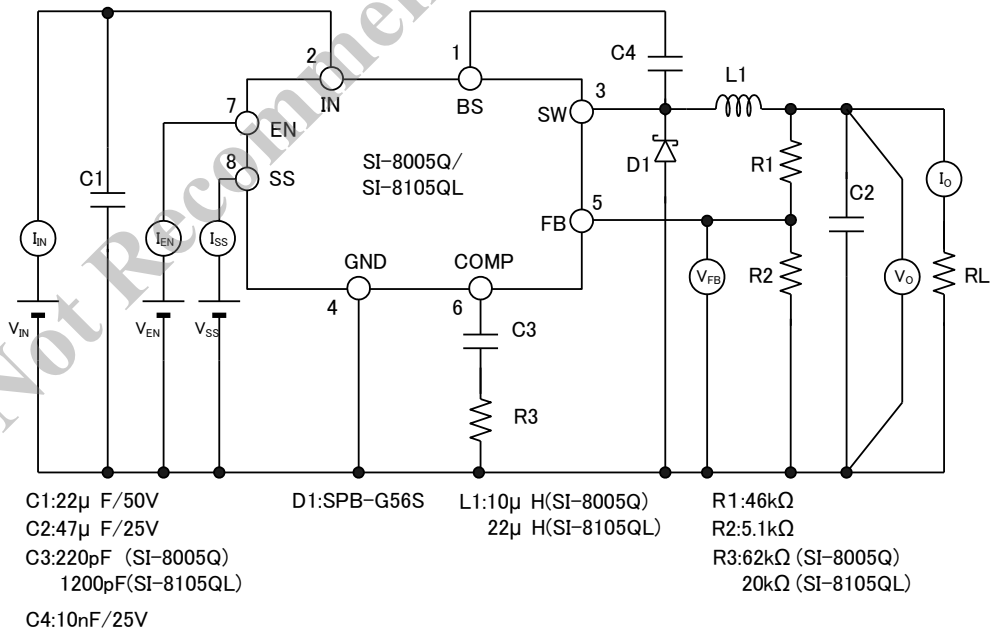 Not Recommen
2
1
C4
L1
IN
BS
3
SW
7
EN
8
SS
C1
SI-8005Q/
SI-8105QL
D1
R1
C2
IO
5
FB
IIN
IEN
ISS
GND
COMP
VFB
R2
VO
RL
4
6
VIN
VEN
VSS
C3
R3
C1:22μ F/50V
C2:47μ F/25V
C3:220pF (SI-8005Q)
1200pF(SI-8105QL)
C4:10nF/25V
D1:SPB-G56S
L1:10μ H(SI-8005Q)
22μ H(SI-8105QL)
R1:46kΩ
R2:5.1kΩ
R3:62kΩ (SI-8005Q)
20kΩ (SI-8105QL)